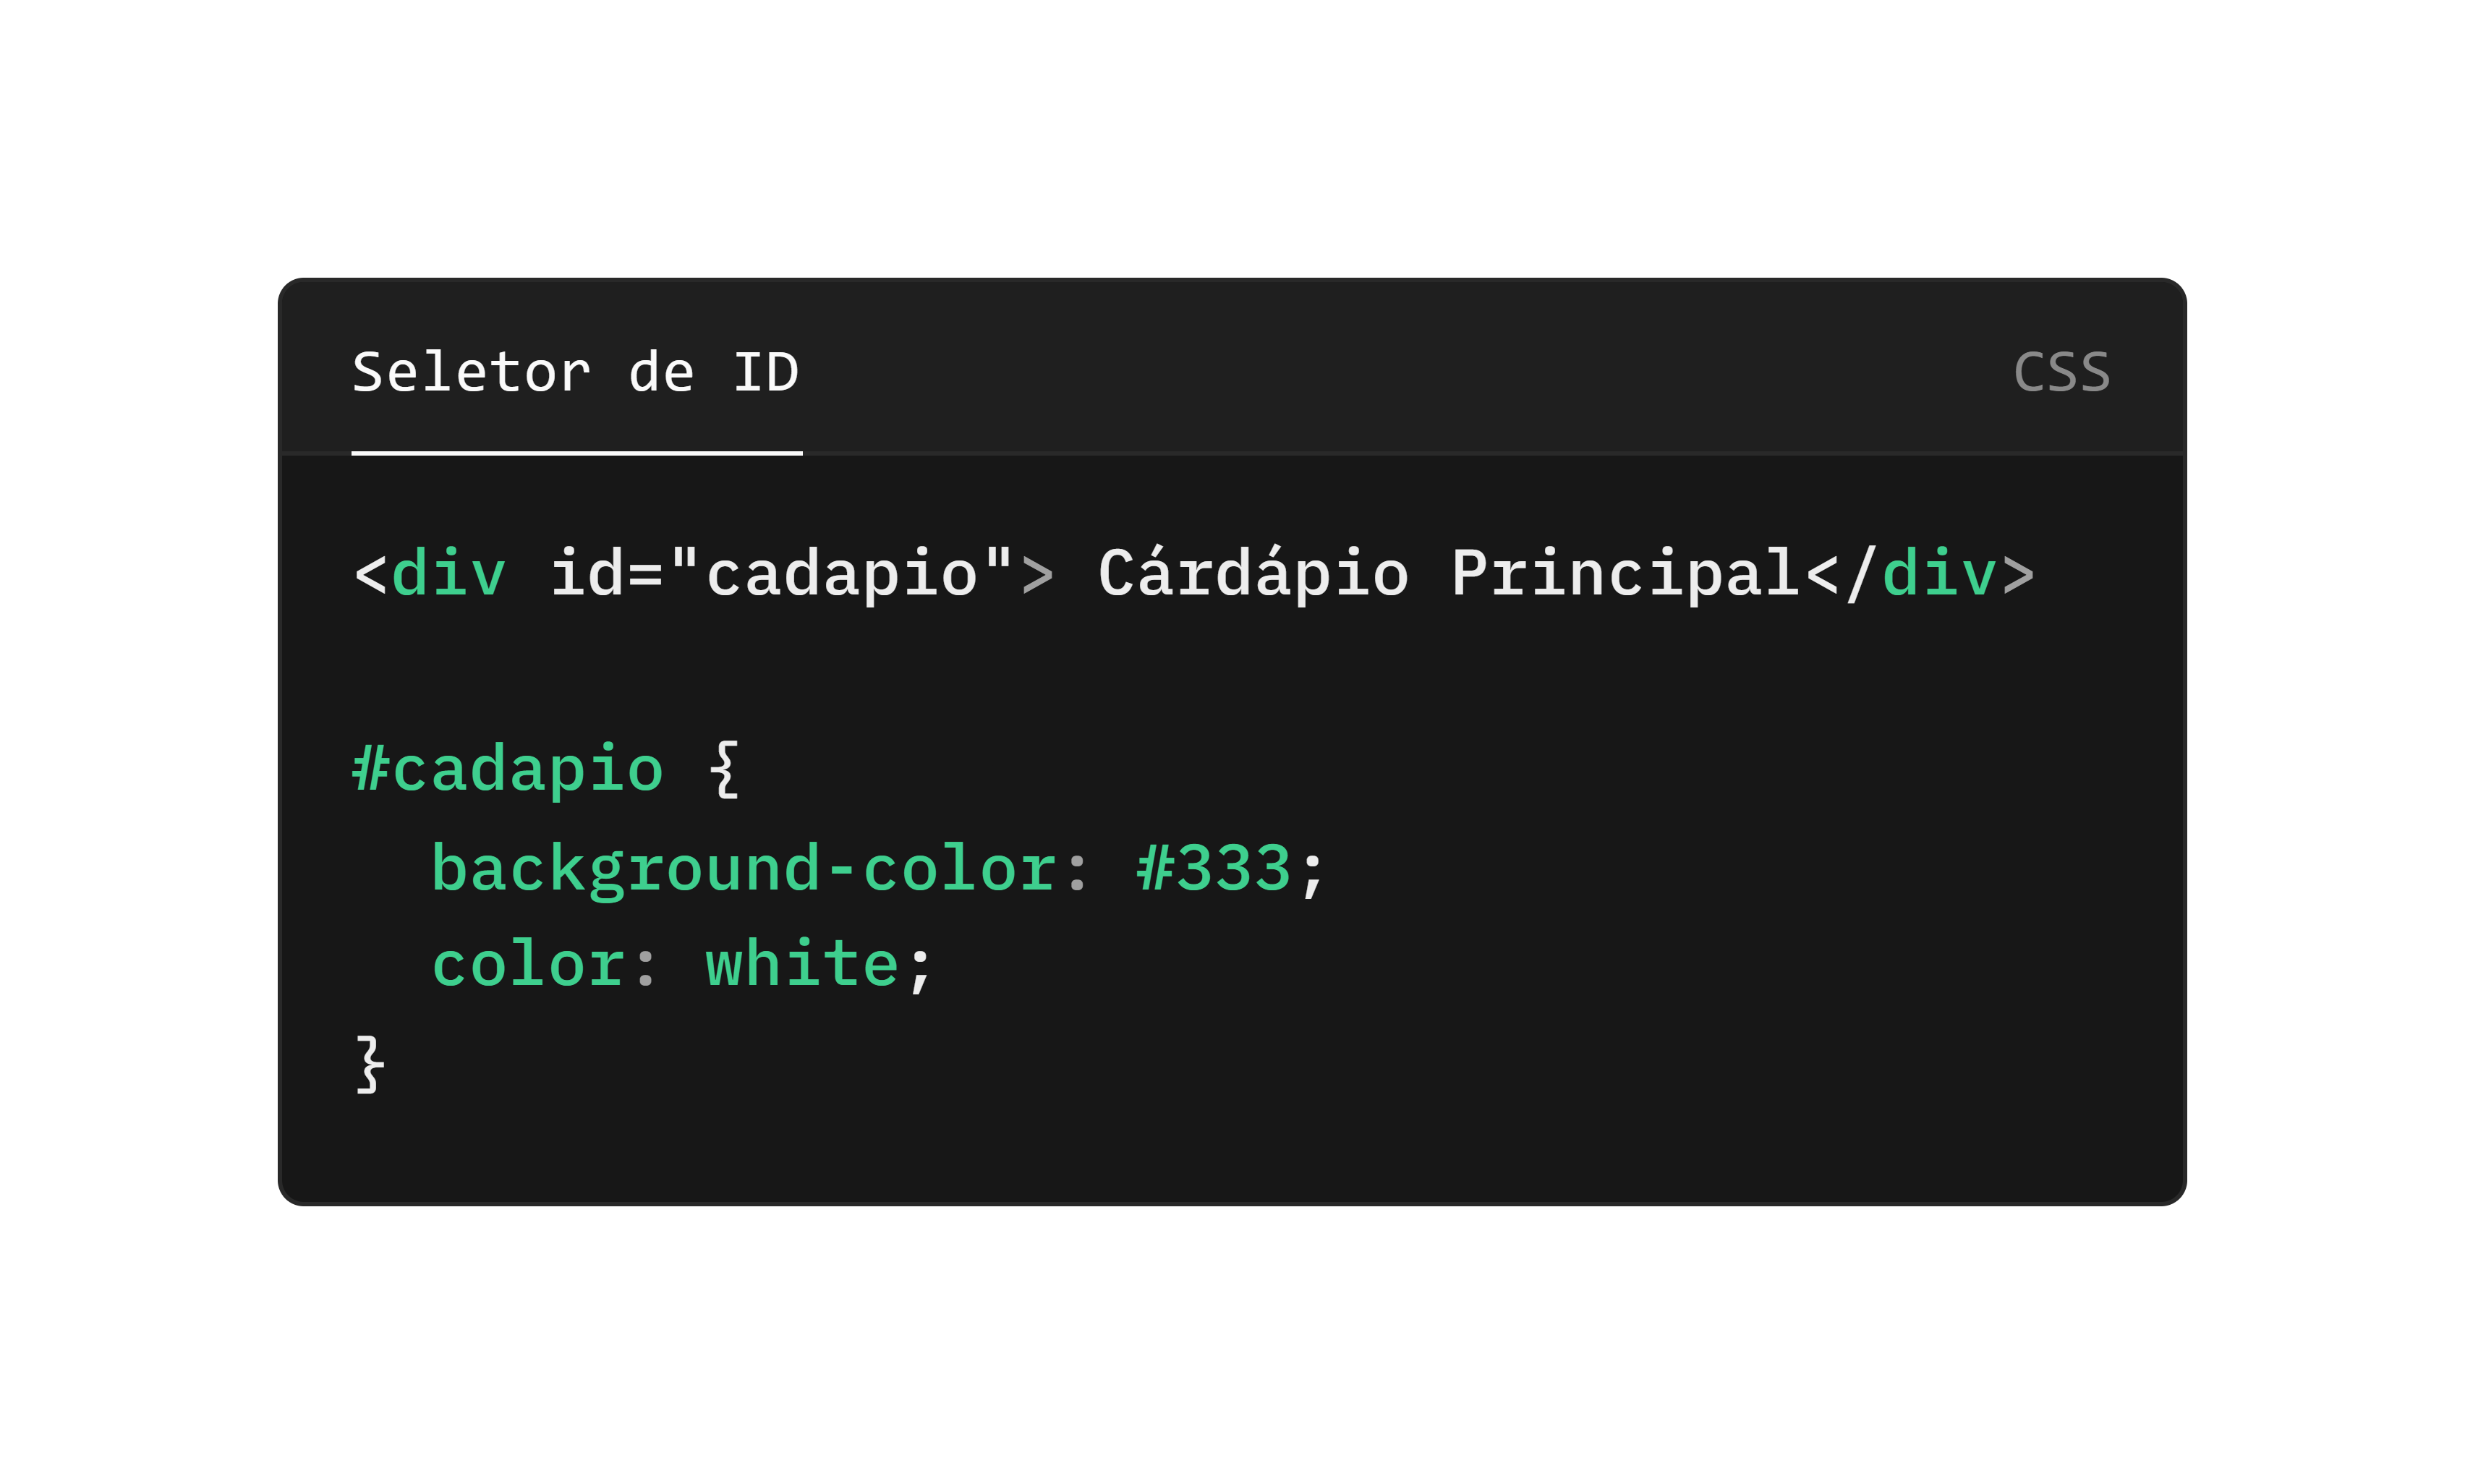 Seletor de ID
CSS
<div id="cadapio"> Cárdápio Principal</div>
#cadapio {
background-color: #333;
color: white;
}